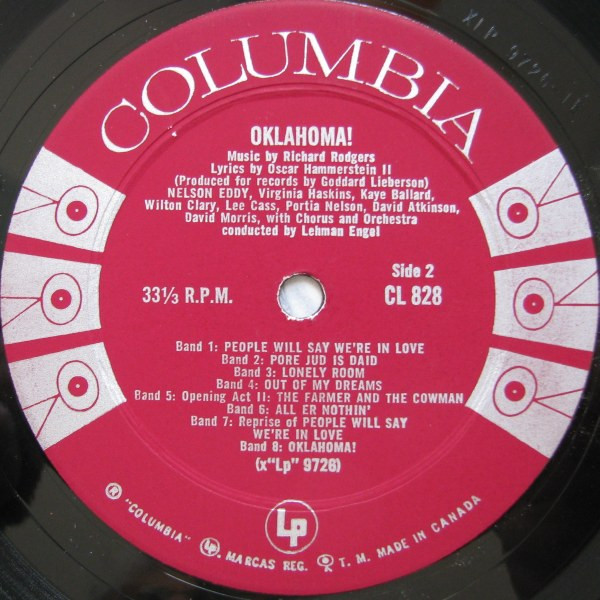 COLUMBIA
OKLAHOMA!
Music by Richard Rodgers
Lyrics by Oscar Hammerstein II
(Produced for records by Goddard Lieberson)
NELSON EDDY, Virginia Haskins, Kaye Ballard,
Wilton Clary, Lee Cass, Portia Nelson, David Atkinson,
David Morris, with Chorus and Orchestra
conducted by Lehman Engel
33⅓ R.P.M.
Side 2
CL 828
Band 1: PEOPLE WILL SAY WE'RE IN LOVE
Band 2: PORE JUD IS DAID
Band 3: LONELY ROOM
Band 4: OUT OF MY DREAMS
Band 5: Opening Act II: THE FARMER AND THE COWMAN
Band 6: ALL ER NOTHIN'
Band 7: Reprise of PEOPLE WILL SAY
WE'RE IN LOVE
Band 8: OKLAHOMA!
(x"Lp" 9726)
Lp
® "COLUMBIA" Lp. MARCAS REG. T. M. MADE IN CANADA